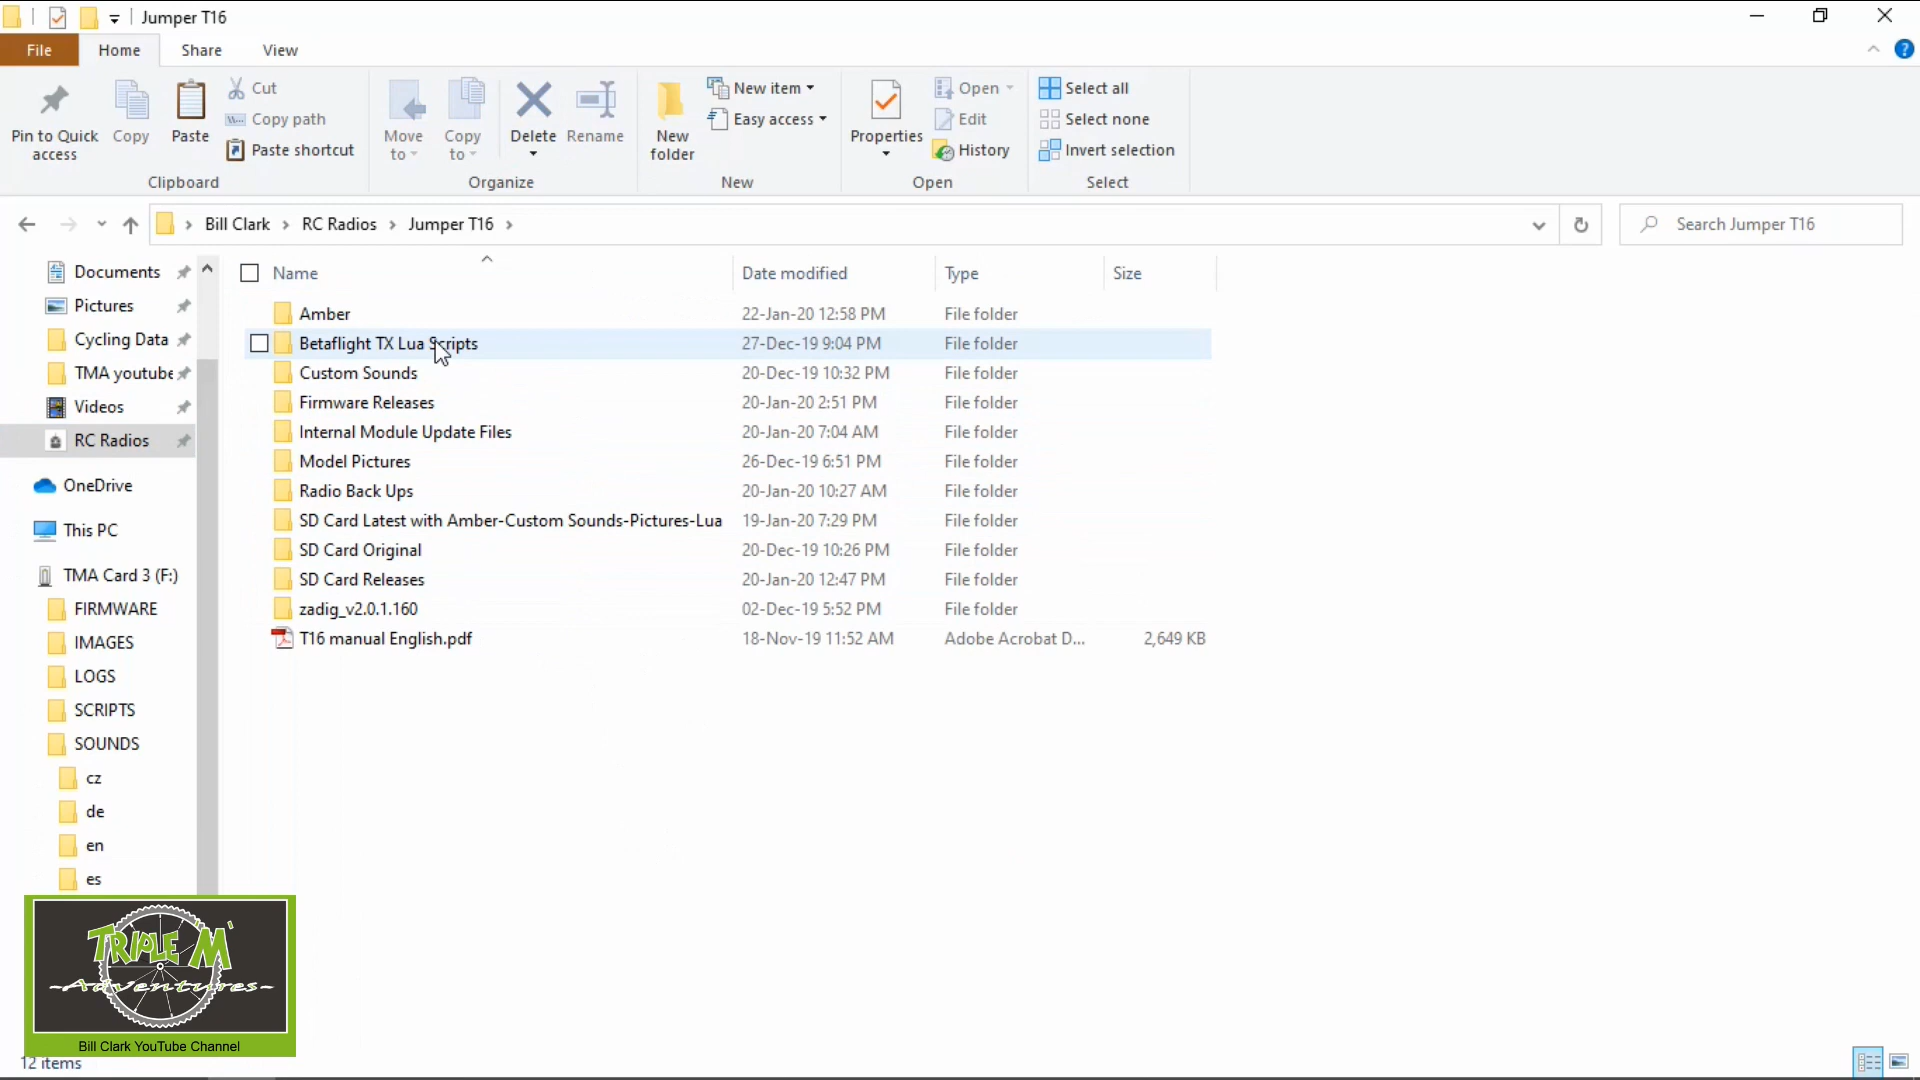 Jumper T16
File
Home
Share
View
Pin to Quick
access
Copy
Paste
Cut
Copy path
Paste shortcut
Clipboard
Move
to
Copy
to
Delete
Rename
Organize
New
folder
New item
Easy access
New
Properties
Open
Edit
History
Open
Select all
Select none
Invert selection
Select
Bill Clark > RC Radios > Jumper T16 >
Search Jumper T16
Documents
Pictures
Cycling Data
TMA youtube
Videos
RC Radios
OneDrive
This PC
TMA Card 3 (F:)
FIRMWARE
IMAGES
LOGS
SCRIPTS
SOUNDS
cz
de
en
es
Name Date modified Type Size
Amber 22-Jan-20 12:58 PM File folder
Betaflight TX Lua Scripts 27-Dec-19 9:04 PM File folder
Custom Sounds 20-Dec-19 10:32 PM File folder
Firmware Releases 20-Jan-20 2:51 PM File folder
Internal Module Update Files 20-Jan-20 7:04 AM File folder
Model Pictures 26-Dec-19 6:51 PM File folder
Radio Back Ups 20-Jan-20 10:27 AM File folder
SD Card Latest with Amber-Custom Sounds-Pictures-Lua 19-Jan-20 7:29 PM File folder
SD Card Original 20-Dec-19 10:26 PM File folder
SD Card Releases 20-Jan-20 12:47 PM File folder
zadig_v2.0.1.160 02-Dec-19 5:52 PM File folder
T16 manual English.pdf 18-Nov-19 11:52 AM Adobe Acrobat D... 2,649 KB
TRIPLE M
-Adventures-
Bill Clark YouTube Channel
12 items